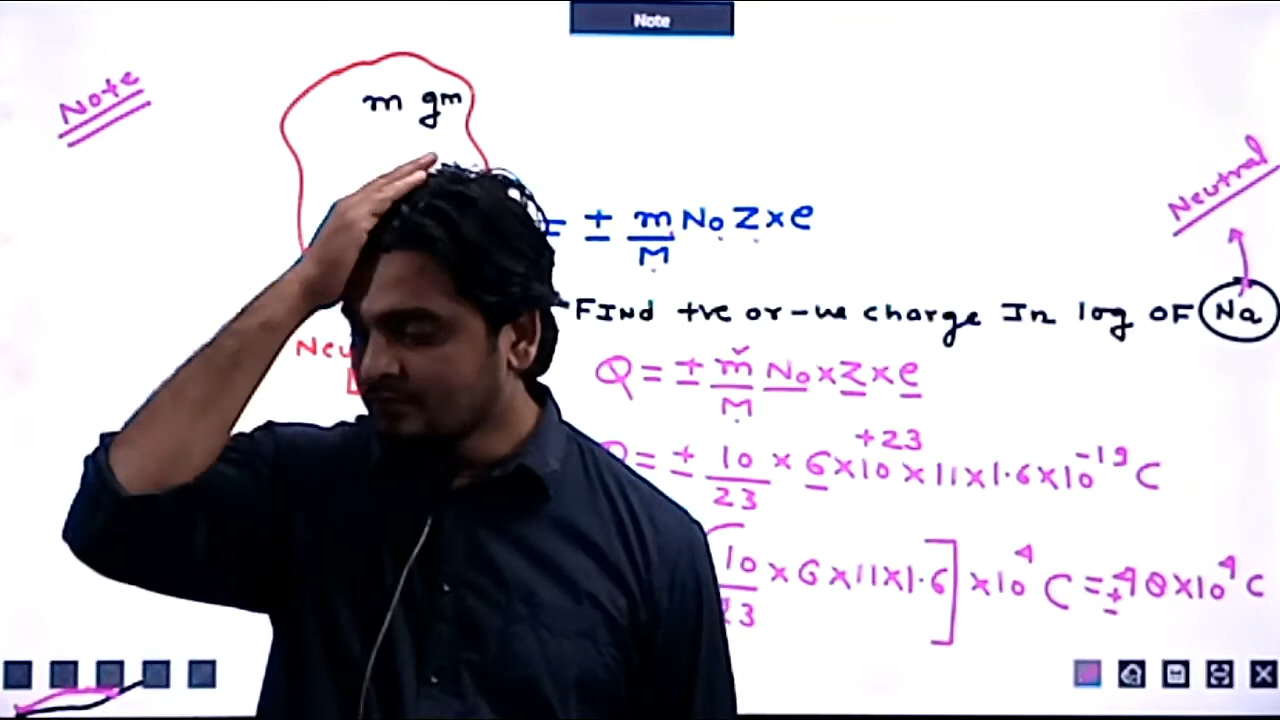 Note
Note
m gm
= ± m/M N₀ Z×e
Neutral
FINd +ve or -ve charge In 10g OF Na
Q = ± m/M N₀ × Z × e
Q = ± 10/23 × 6×10⁺²³ ×11×1.6×10⁻¹⁹ C
10/23 × 6×11×1.6] ×10⁴ C = ± 48×10⁴ C